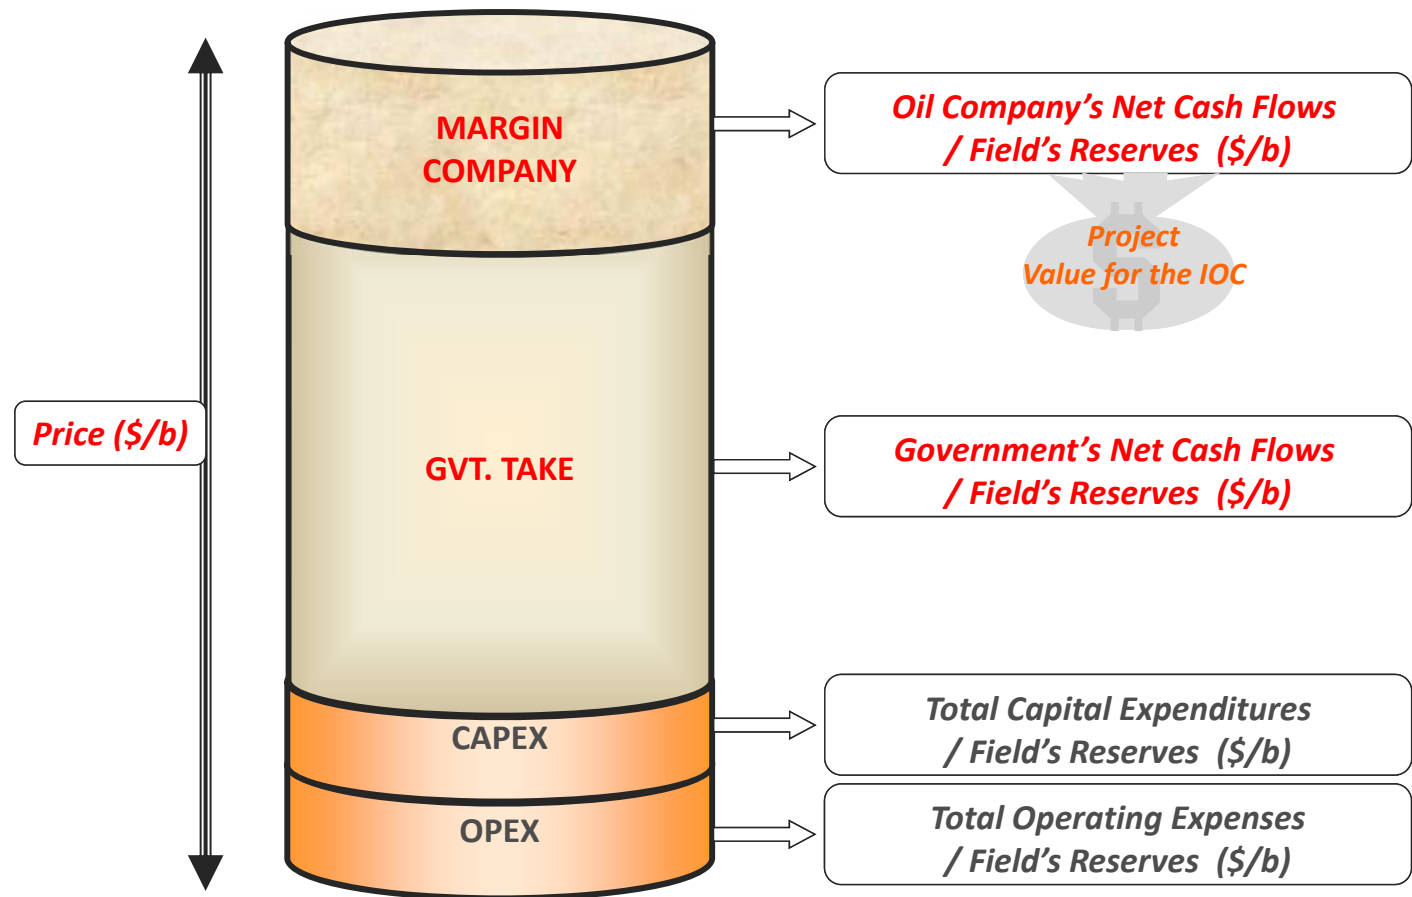 MARGIN
COMPANY
Oil Company’s Net Cash Flows
/ Field’s Reserves ($/b)
Project
Value for the IOC
Price ($/b)
GVT. TAKE
Government’s Net Cash Flows
/ Field’s Reserves ($/b)
CAPEX
Total Capital Expenditures
/ Field’s Reserves ($/b)
OPEX
Total Operating Expenses
/ Field’s Reserves ($/b)